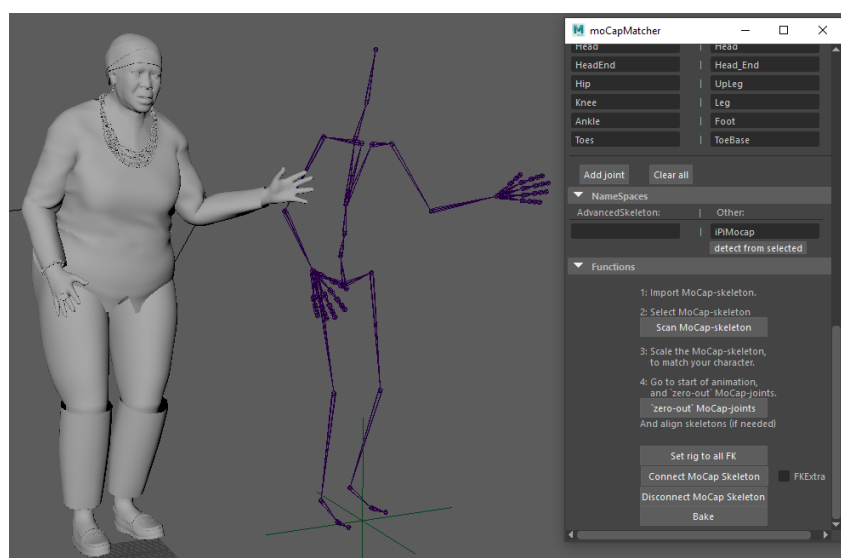 moCapMatcher
Head | Head
HeadEnd | Head_End
Hip | UpLeg
Knee | Leg
Ankle | Foot
Toes | ToeBase
Add joint Clear all
NameSpaces
AdvancedSkeleton: | Other:
| iPiMocap
detect from selected
Functions
1: Import MoCap-skeleton.
2: Select MoCap-skeleton
Scan MoCap-skeleton
3: Scale the MoCap-skeleton,
to match your character.
4: Go to start of animation,
and `zero-out` MoCap-joints.
`zero-out` MoCap-joints
And align skeletons (if needed)
Set rig to all FK
Connect MoCap Skeleton FKExtra
Disconnect MoCap Skeleton
Bake